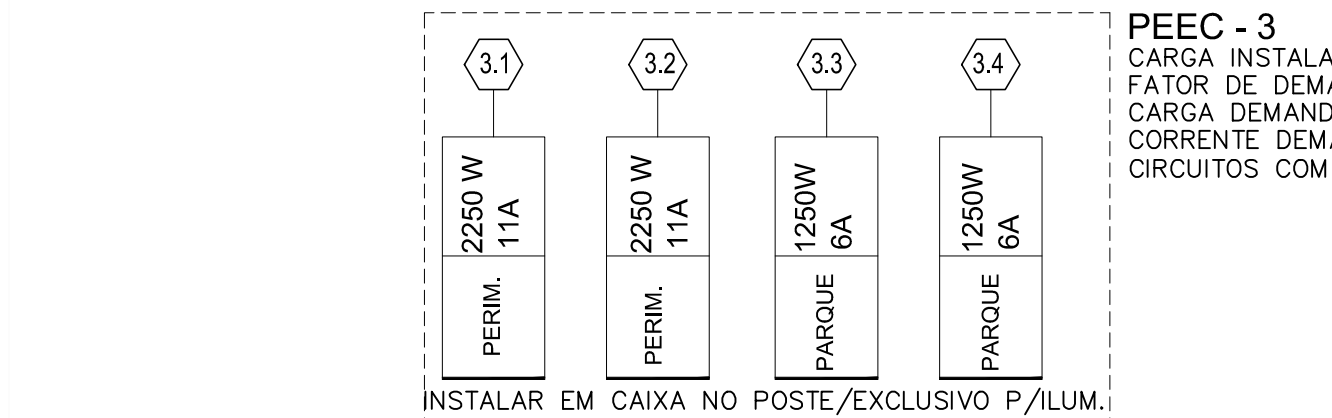 3.1
3.2
3.3
3.4
PEEC - 3
CARGA INSTALA
FATOR DE DEMA
CARGA DEMAND
CORRENTE DEMA
CIRCUITOS COM
2250 W
11A
2250 W
11A
1250W
6A
1250W
6A
PERIM.
PERIM.
PARQUE
PARQUE
INSTALAR EM CAIXA NO POSTE/EXCLUSIVO P/ILUM.